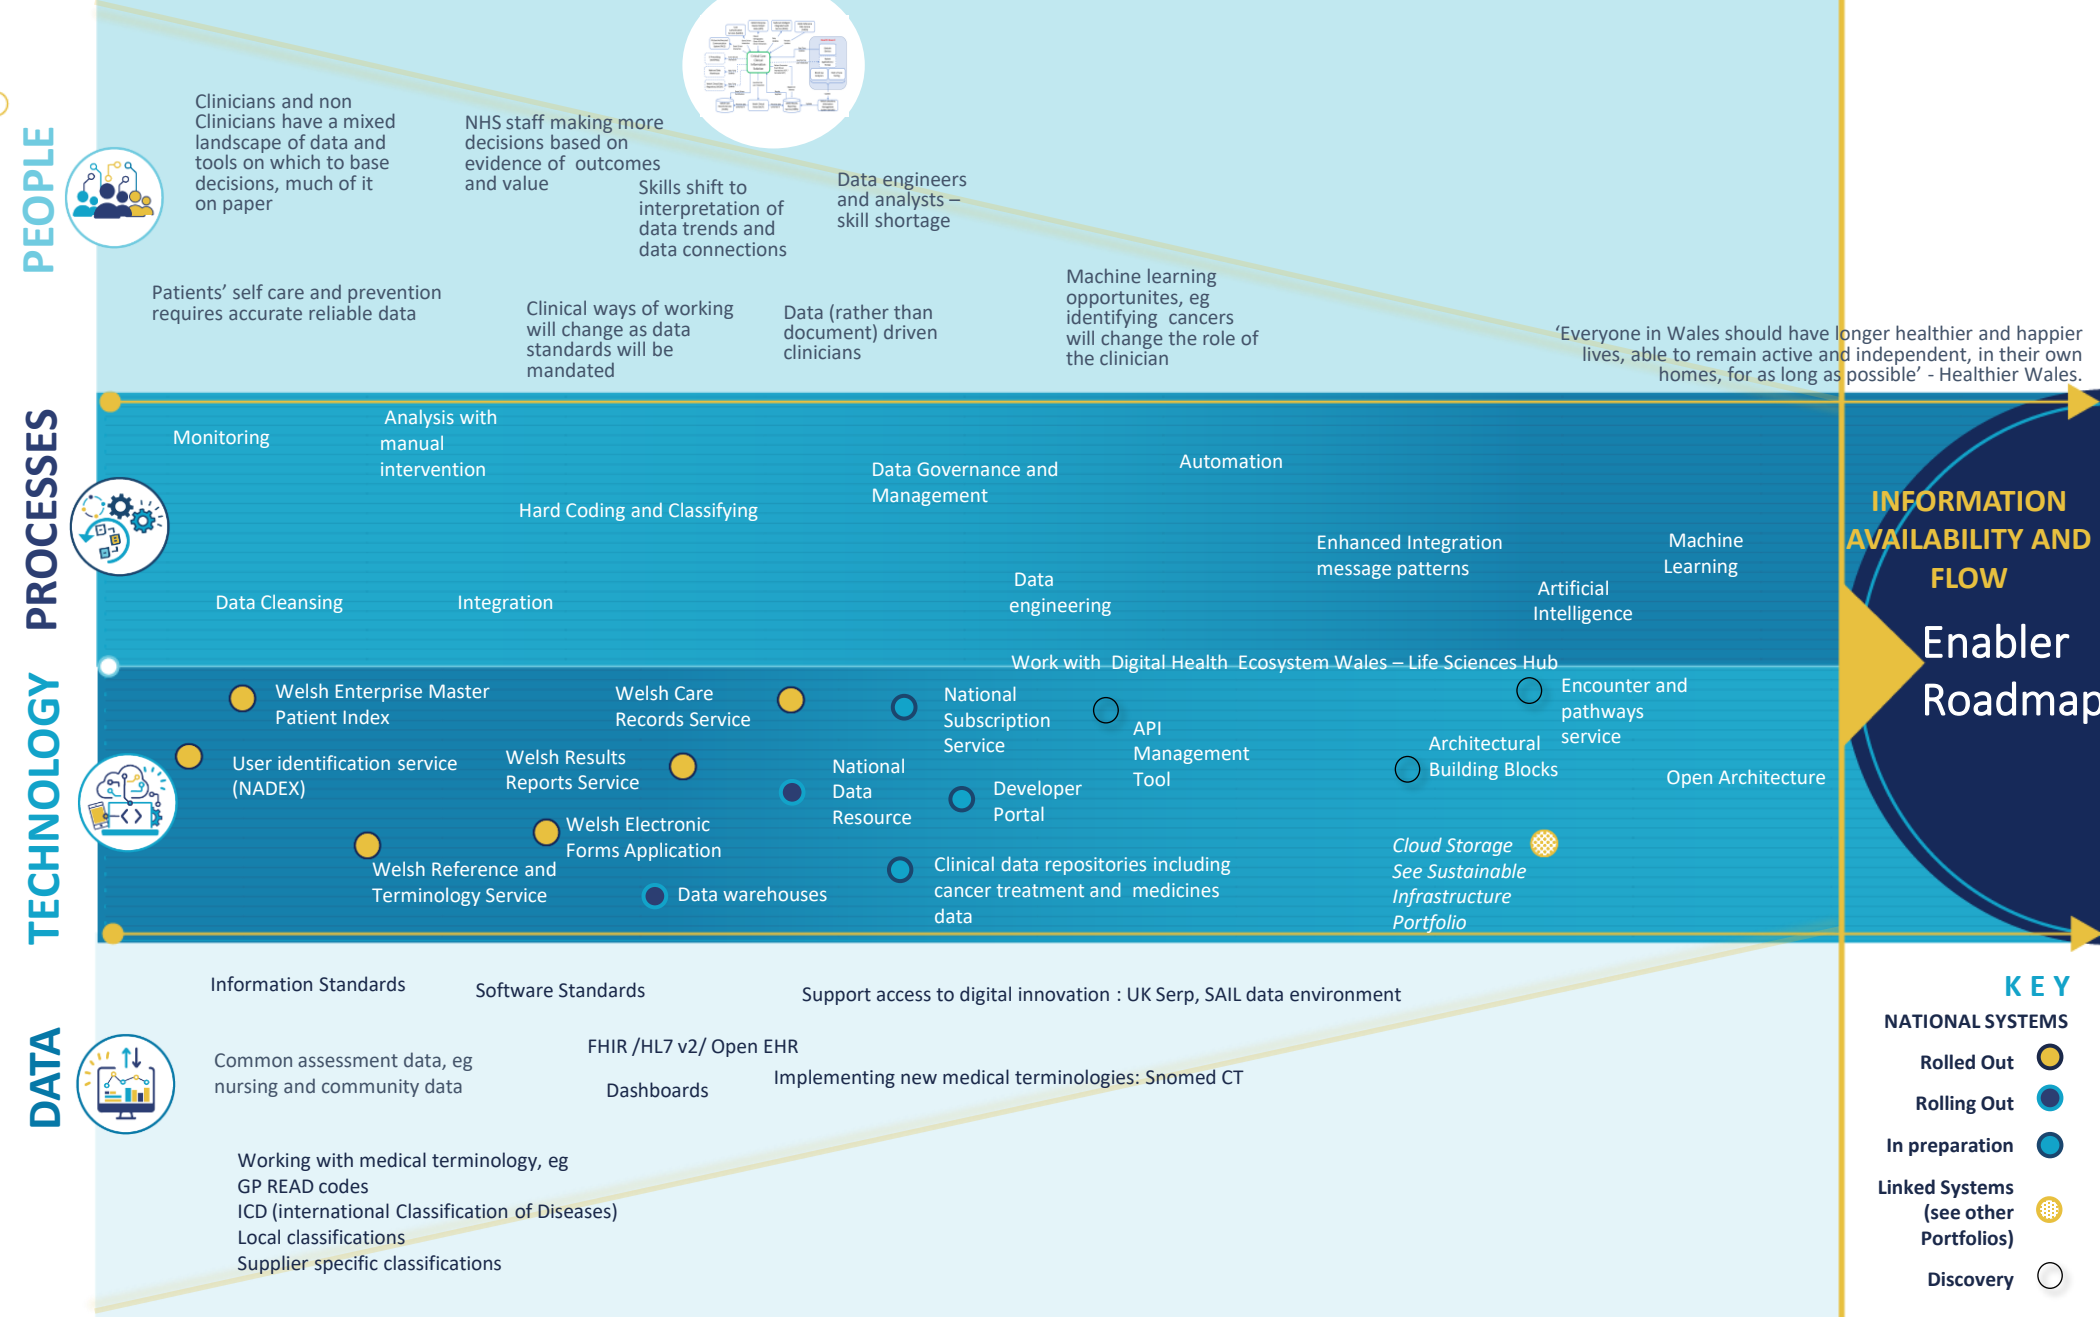 PEOPLE
Clinicians and non
Clinicians have a mixed
landscape of data and
tools on which to base
decisions, much of it
on paper
NHS staff making more
decisions based on
evidence of outcomes
and value
Skills shift to
interpretation of
data trends and
data connections
Data engineers
and analysts –
skill shortage
Patients’ self care and prevention
requires accurate reliable data
Clinical ways of working
will change as data
standards will be
mandated
Data (rather than
document) driven
clinicians
Machine learning
opportunites, eg
identifying cancers
will change the role of
the clinician
‘Everyone in Wales should have longer healthier and happier
lives, able to remain active and independent, in their own
homes, for as long as possible’ - Healthier Wales.
PROCESSES
Monitoring
Analysis with
manual
intervention
Hard Coding and Classifying
Data Governance and
Management
Automation
Data Cleansing
Integration
Data
engineering
Enhanced Integration
message patterns
Artificial
Intelligence
Machine
Learning
INFORMATION
AVAILABILITY AND
FLOW
Enabler
Roadmap
Work with Digital Health Ecosystem Wales – Life Sciences Hub
TECHNOLOGY
Welsh Enterprise Master
Patient Index
User identification service
(NADEX)
Welsh Reference and
Terminology Service
Welsh Care
Records Service
Welsh Results
Reports Service
Welsh Electronic
Forms Application
Data warehouses
National
Data
Resource
National
Subscription
Service
Developer
Portal
Clinical data repositories including
cancer treatment and medicines
data
API
Management
Tool
Architectural
Building Blocks
Encounter and
pathways
service
Open Architecture
Cloud Storage
See Sustainable
Infrastructure
Portfolio
DATA
Information Standards
Software Standards
Support access to digital innovation : UK Serp, SAIL data environment
Common assessment data, eg
nursing and community data
FHIR /HL7 v2/ Open EHR
Dashboards
Implementing new medical terminologies: Snomed CT
Working with medical terminology, eg
GP READ codes
ICD (international Classification of Diseases)
Local classifications
Supplier specific classifications
KEY
NATIONAL SYSTEMS
Rolled Out
Rolling Out
In preparation
Linked Systems
(see other
Portfolios)
Discovery